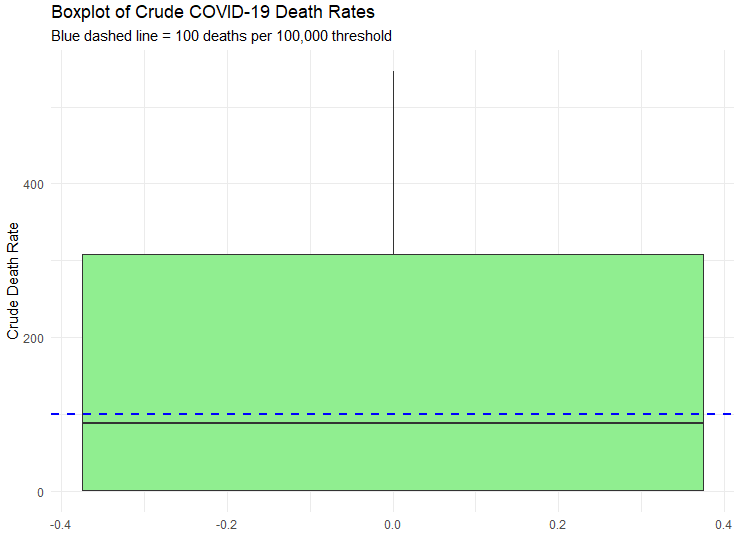 Boxplot of Crude COVID-19 Death Rates
Blue dashed line = 100 deaths per 100,000 threshold
Crude Death Rate
400
200
0
-0.4
-0.2
0.0
0.2
0.4